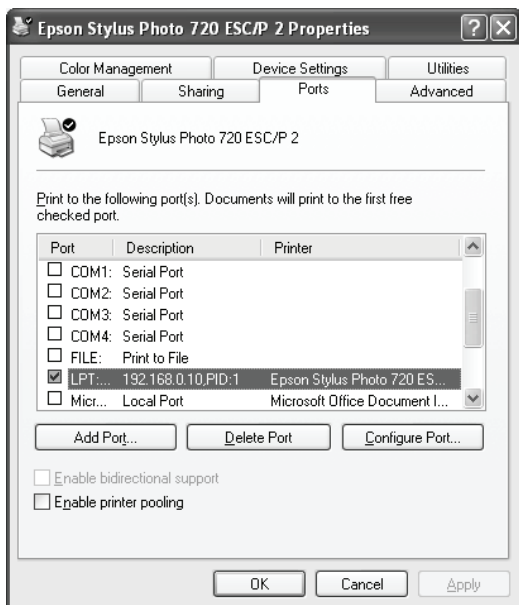 Epson Stylus Photo 720 ESC/P 2 Properties
Color Management Device Settings Utilities
General Sharing Ports Advanced
Epson Stylus Photo 720 ESC/P 2
Print to the following port(s). Documents will print to the first free
checked port.
Port Description Printer
COM1: Serial Port
COM2: Serial Port
COM3: Serial Port
COM4: Serial Port
FILE: Print to File
LPT:... 192.168.0.10,PID:1 Epson Stylus Photo 720 ES...
Micr... Local Port Microsoft Office Document I...
Add Port... Delete Port Configure Port...
Enable bidirectional support
Enable printer pooling
OK Cancel Apply